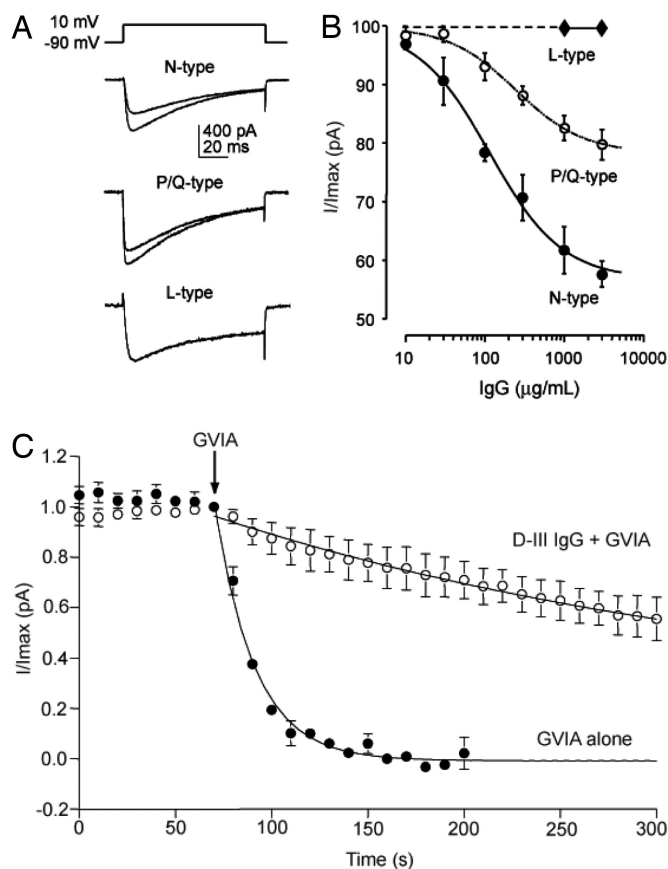 A
10 mV
-90 mV
N-type
400 pA
20 ms
P/Q-type
L-type
B
100
90
80
70
60
50
I/Imax (pA)
L-type
P/Q-type
N-type
10
100
1000
10000
IgG (µg/mL)
C
GVIA
1.2
1.0
0.8
0.6
0.4
0.2
0.0
-0.2
I/Imax (pA)
D-III IgG + GVIA
GVIA alone
0
50
100
150
200
250
300
Time (s)